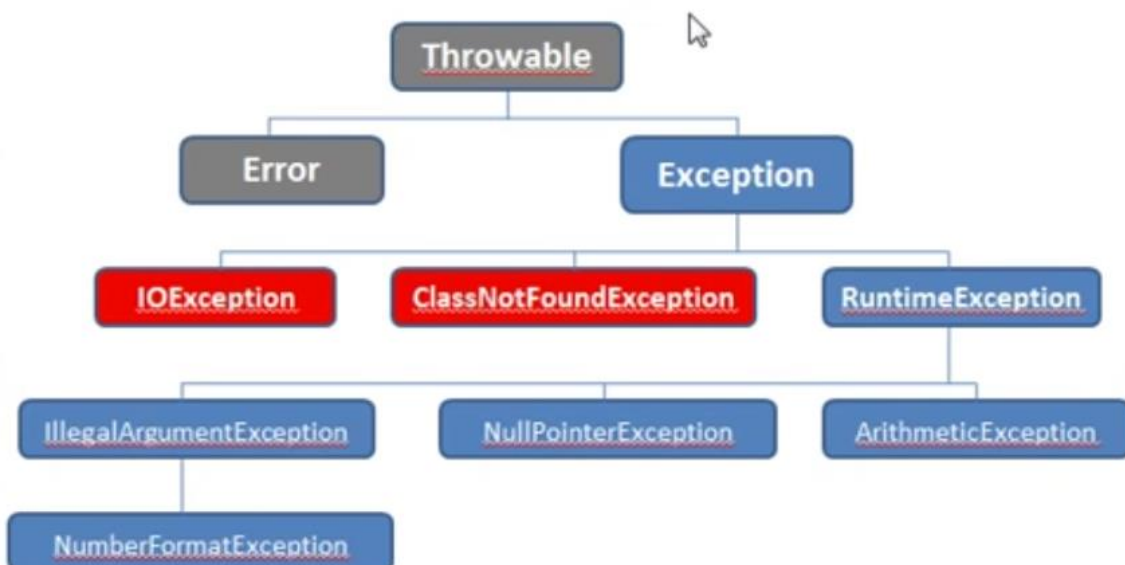 Throwable
Error
Exception
IOException
ClassNotFoundException
RuntimeException
IllegalArgumentException
NullPointerException
ArithmeticException
NumberFormatException